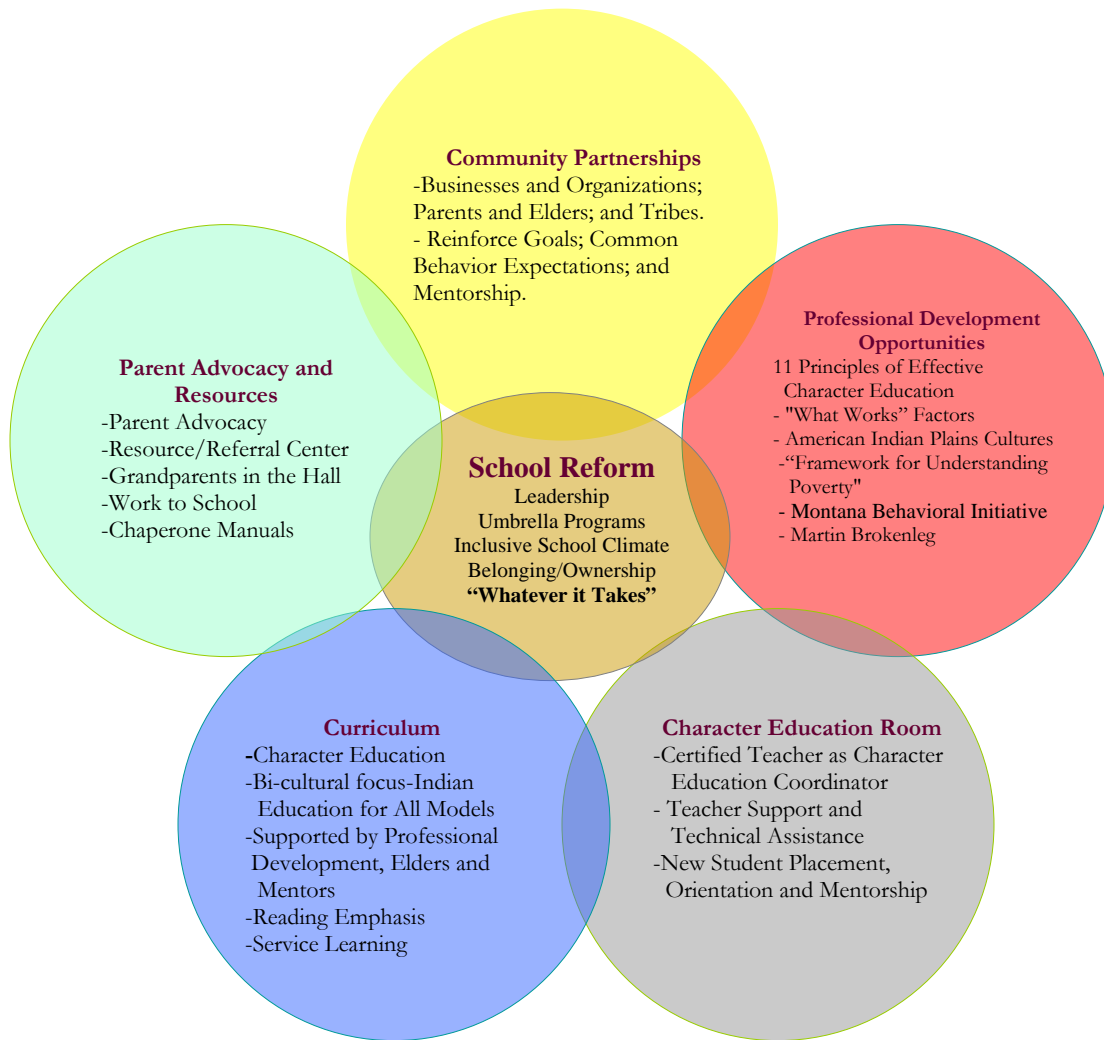 Community Partnerships
-Businesses and Organizations;
Parents and Elders; and Tribes.
- Reinforce Goals; Common
Behavior Expectations; and
Mentorship.
Parent Advocacy and
Resources
-Parent Advocacy
-Resource/Referral Center
-Grandparents in the Hall
-Work to School
-Chaperone Manuals
Professional Development
Opportunities
11 Principles of Effective
Character Education
- "What Works” Factors
- American Indian Plains Cultures
-“Framework for Understanding
Poverty"
- Montana Behavioral Initiative
- Martin Brokenleg
School Reform
Leadership
Umbrella Programs
Inclusive School Climate
Belonging/Ownership
“Whatever it Takes”
Curriculum
-Character Education
-Bi-cultural focus-Indian
Education for All Models
-Supported by Professional
Development, Elders and
Mentors
-Reading Emphasis
-Service Learning
Character Education Room
-Certified Teacher as Character
Education Coordinator
- Teacher Support and
Technical Assistance
-New Student Placement,
Orientation and Mentorship